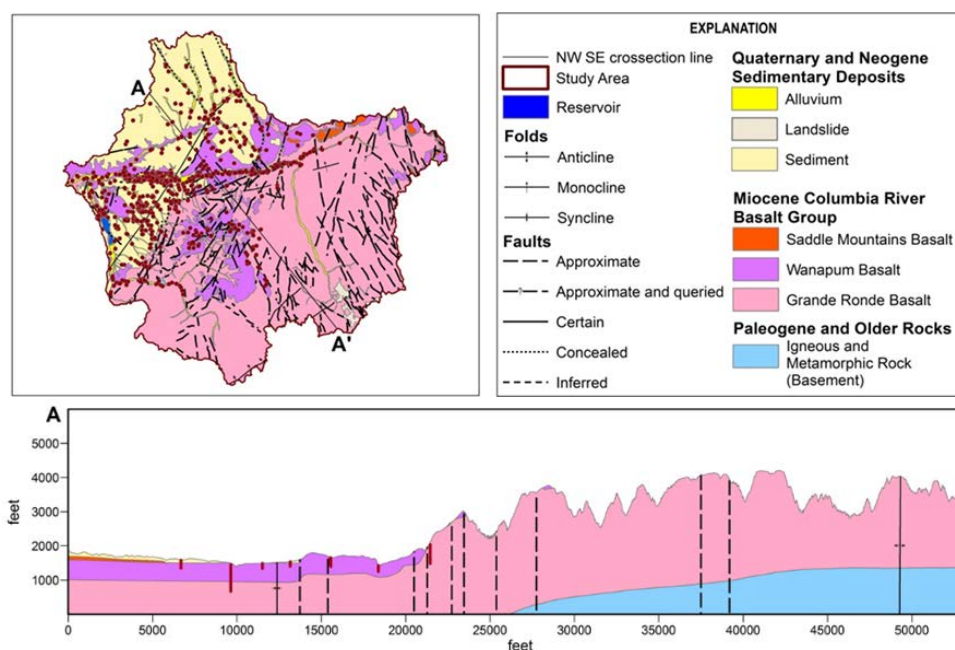 A
A'
EXPLANATION
NW SE crossection line
Study Area
Reservoir
Folds
Anticline
Monocline
Syncline
Faults
Approximate
Approximate and queried
Certain
Concealed
Inferred
Quaternary and Neogene
Sedimentary Deposits
Alluvium
Landslide
Sediment
Miocene Columbia River
Basalt Group
Saddle Mountains Basalt
Wanapum Basalt
Grande Ronde Basalt
Paleogene and Older Rocks
Igneous and
Metamorphic Rock
(Basement)
A
feet
5000
4000
3000
2000
1000
0 5000 10000 15000 20000 25000 30000 35000 40000 45000 50000
feet